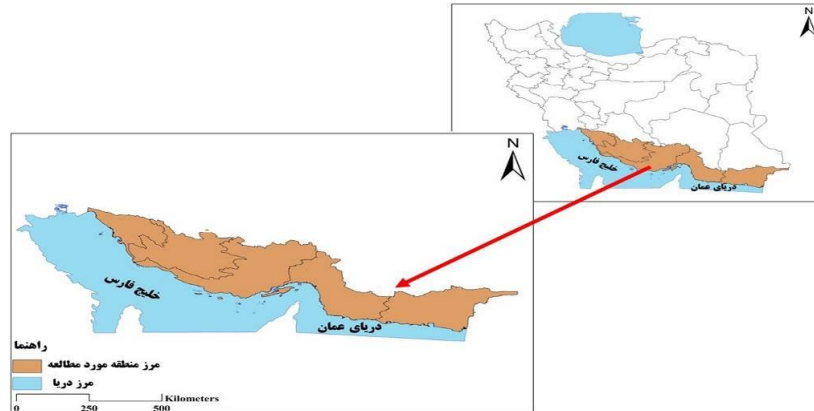 N
خلیج فارس
دریای عمان
N
خلیج فارس
دریای عمان
راهنما
مرز منطقه مورد مطالعه
مرز دریا
Kilometers
0 250 500